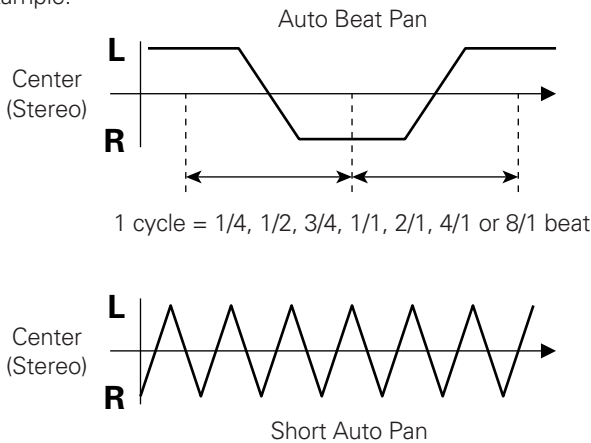 Auto Beat Pan
L
Center
(Stereo)
R
1 cycle = 1/4, 1/2, 3/4, 1/1, 2/1, 4/1 or 8/1 beat
L
Center
(Stereo)
R
Short Auto Pan